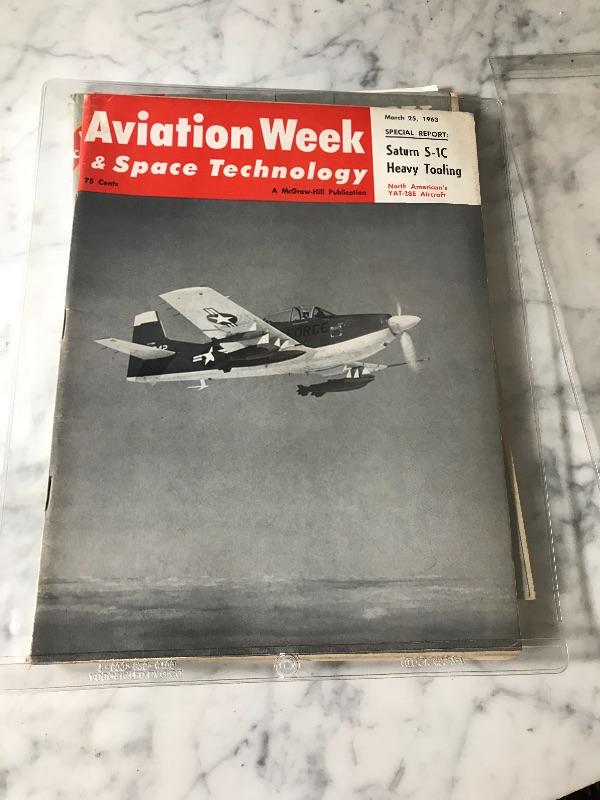 Aviation Week
& Space Technology
75 Cents
A McGraw-Hill Publication
March 25, 1963
SPECIAL REPORT:
Saturn S-1C
Heavy Tooling
North American's
YAT-28E Aircraft
ORCE